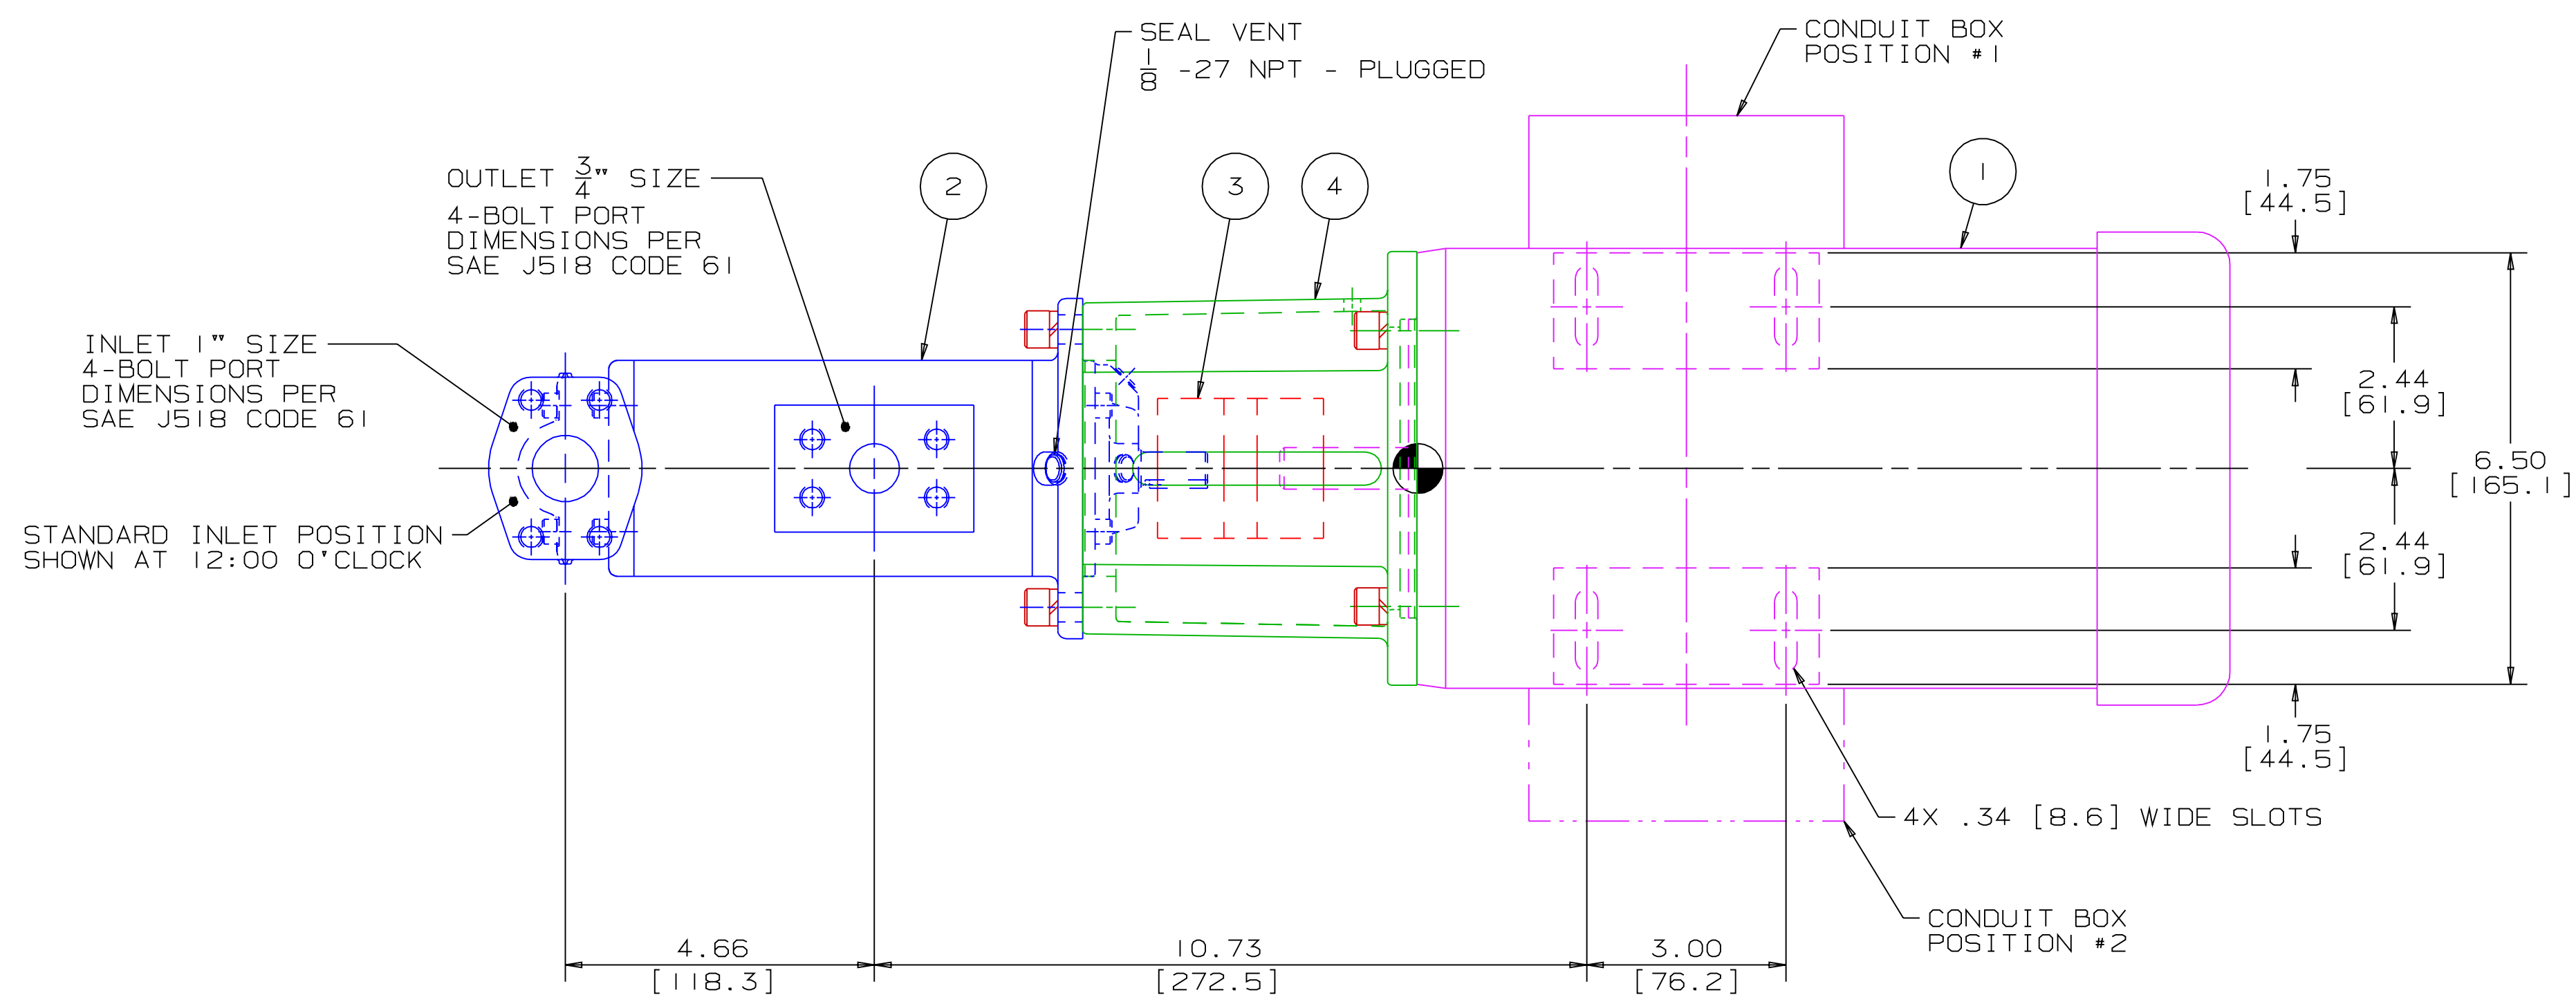 SEAL VENT
1/8 -27 NPT - PLUGGED
CONDUIT BOX
POSITION #1
OUTLET 3/4" SIZE
4-BOLT PORT
DIMENSIONS PER
SAE J518 CODE 61
2
3
4
1
1.75
[44.5]
INLET 1" SIZE
4-BOLT PORT
DIMENSIONS PER
SAE J518 CODE 61
2.44
[61.9]
6.50
[165.1]
STANDARD INLET POSITION
SHOWN AT 12:00 O'CLOCK
2.44
[61.9]
1.75
[44.5]
4X .34 [8.6] WIDE SLOTS
CONDUIT BOX
POSITION #2
4.66
[118.3]
10.73
[272.5]
3.00
[76.2]